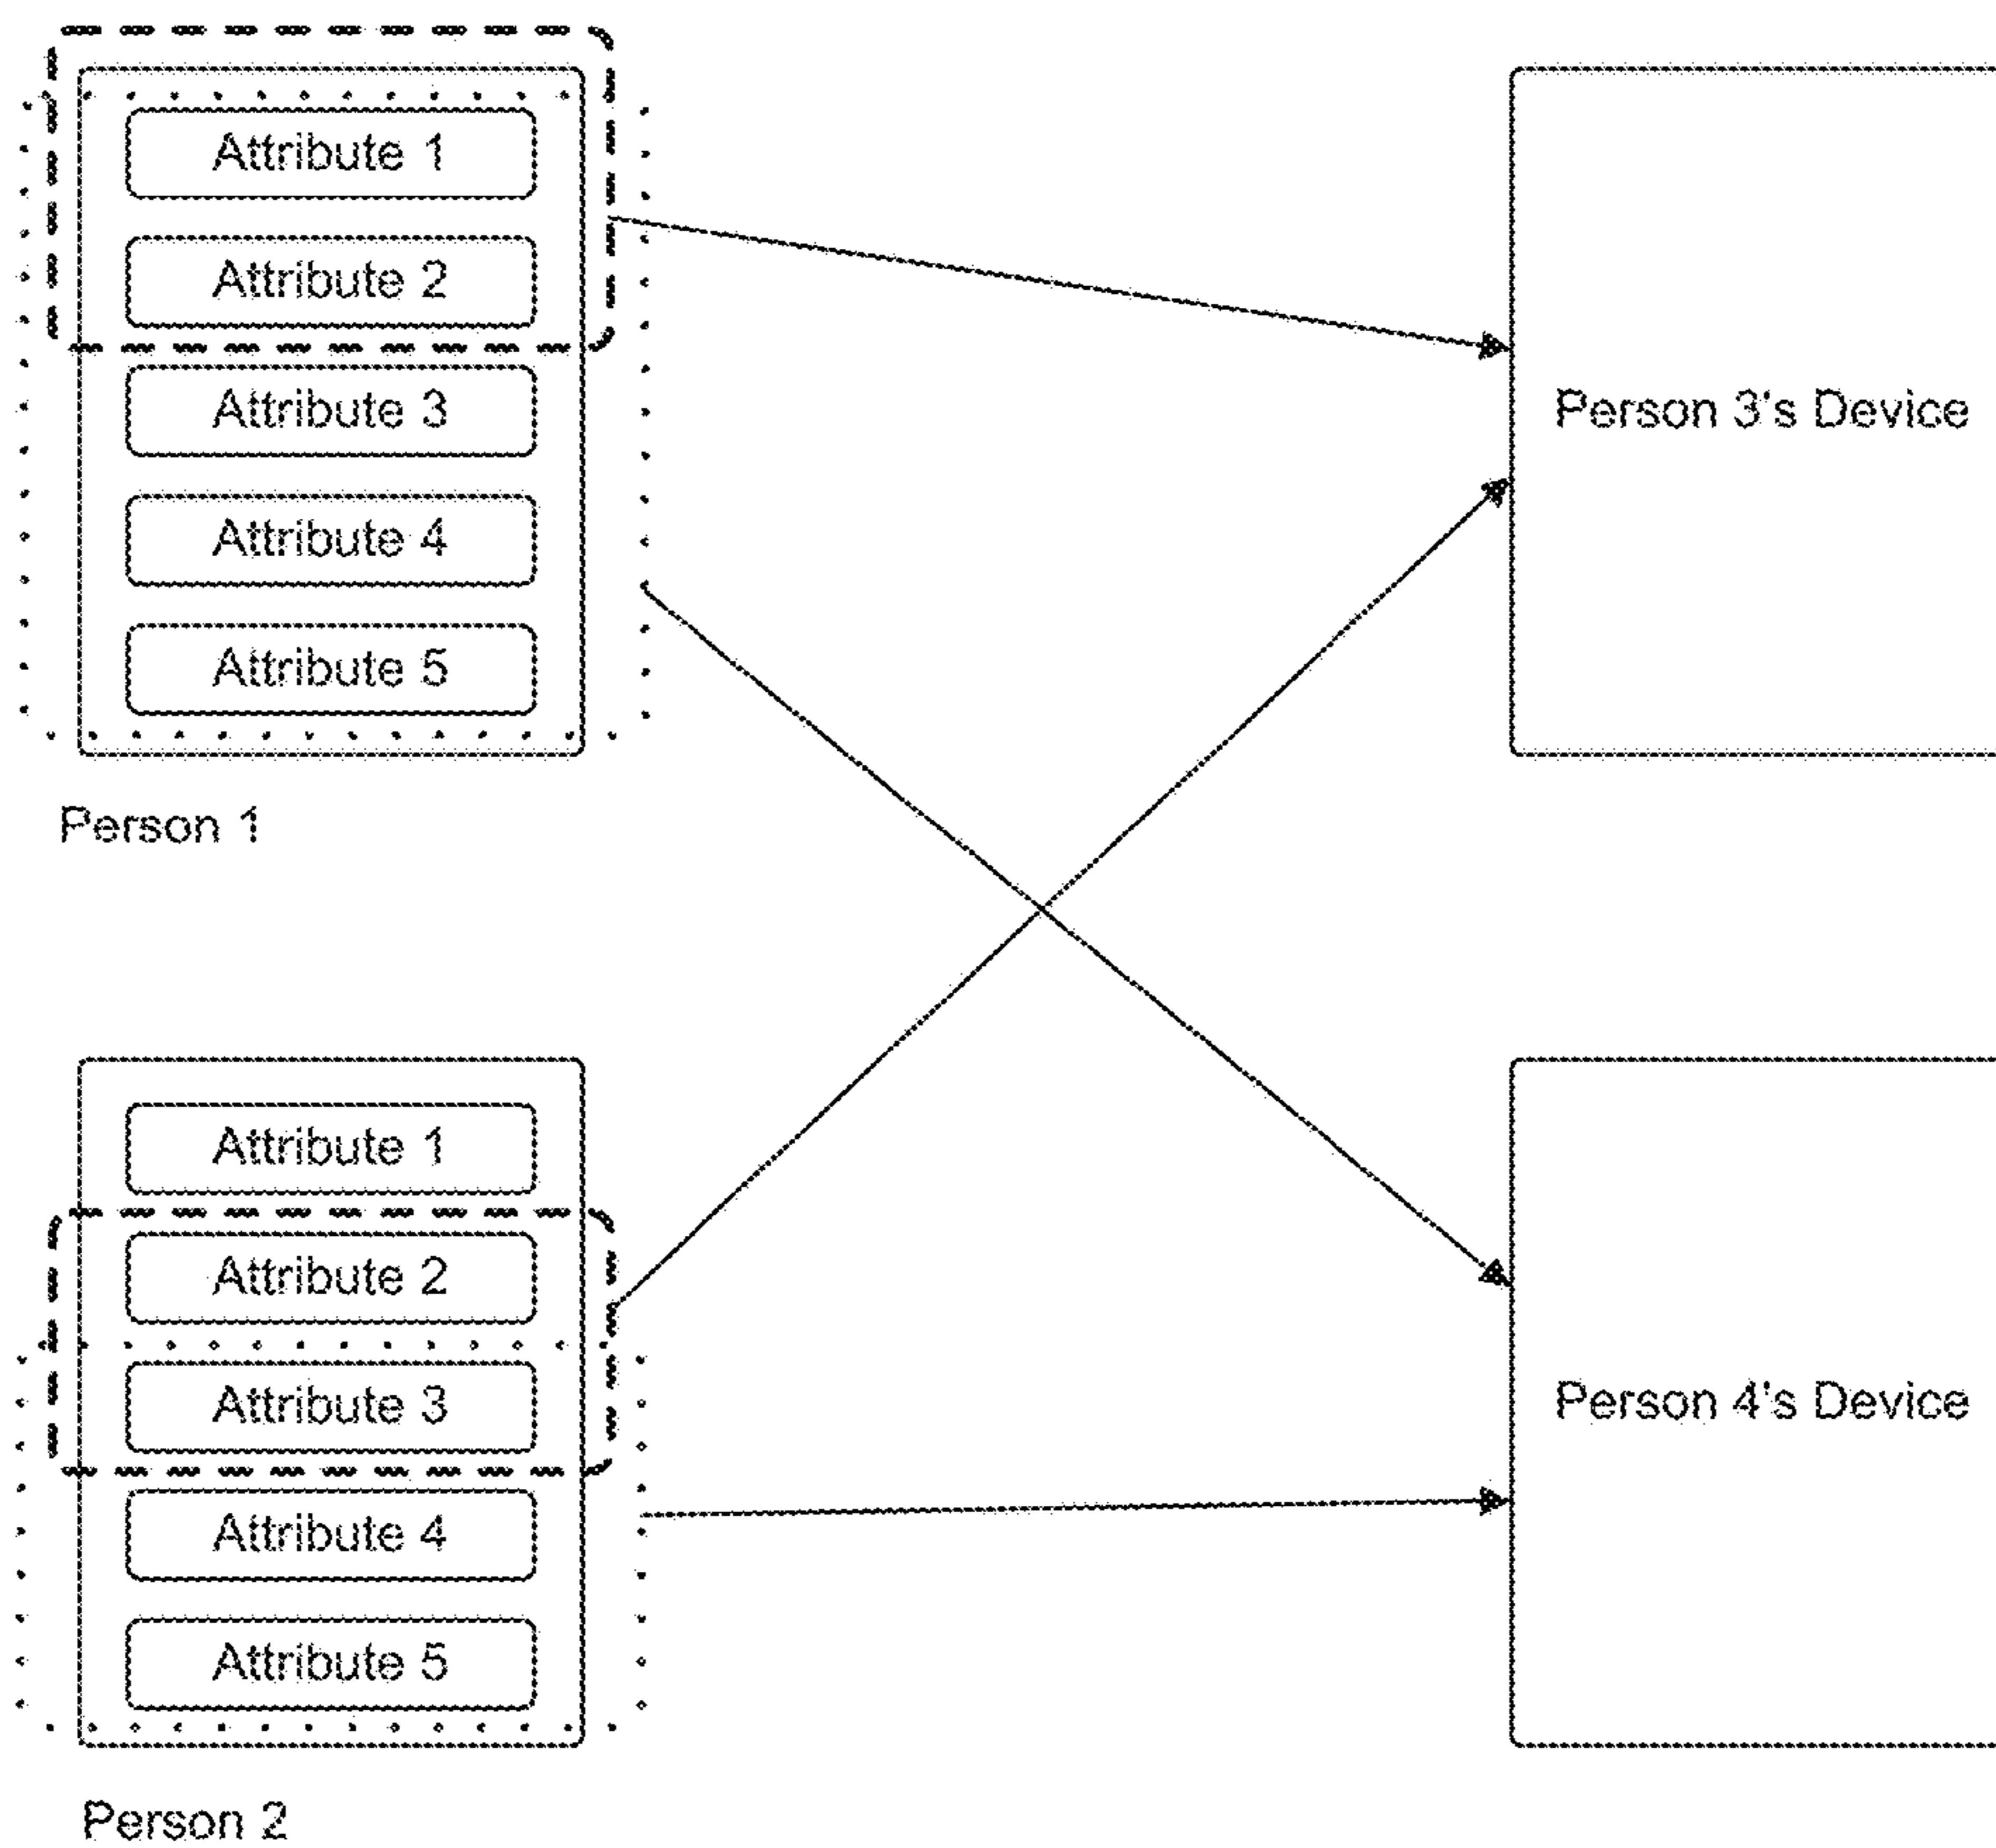 Attribute 1
Attribute 2
Attribute 3
Attribute 4
Attribute 5
Person 1
Person 3's Device
Attribute 1
Attribute 2
Attribute 3
Attribute 4
Attribute 5
Person 2
Person 4's Device